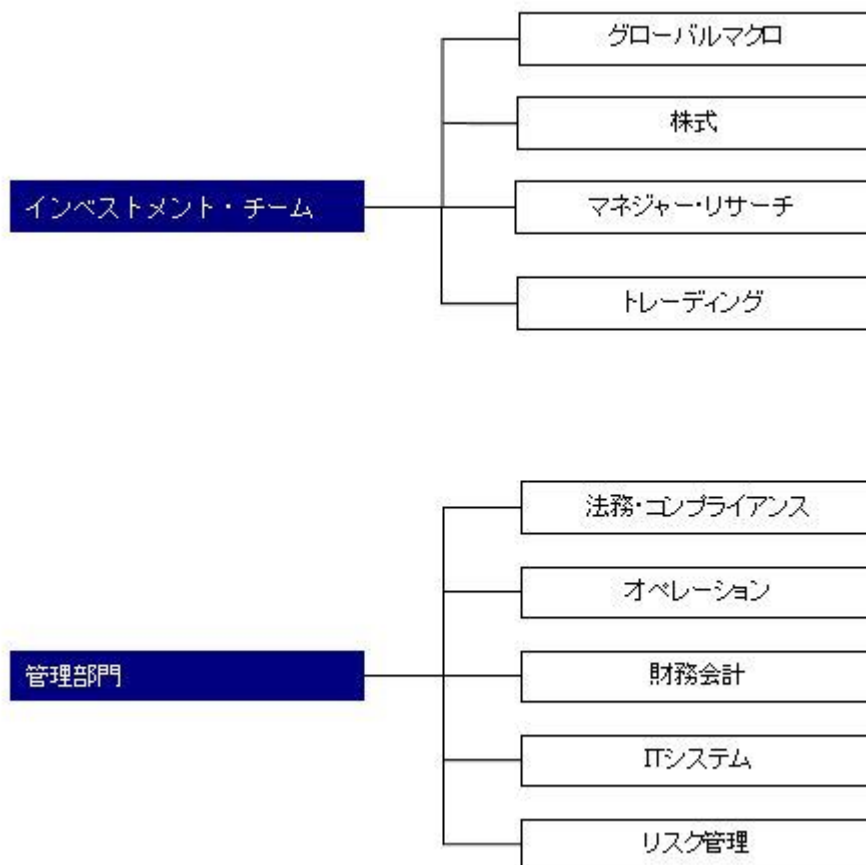 グローバルマクロ
株式
インベストメント・チーム
マネジャー・リサーチ
トレーディング
法務・コンプライアンス
オペレーション
管理部門
財務会計
ITシステム
リスク管理